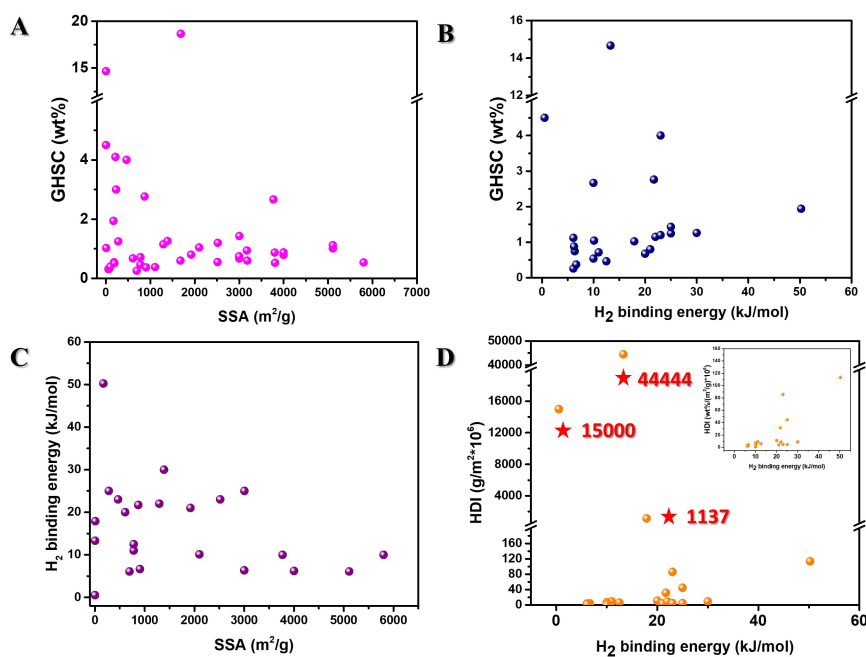 A
GHSC (wt%)
20
15
4
2
0
0 1000 2000 3000 4000 5000 6000 7000
SSA (m²/g)
B
GHSC (wt%)
16
14
12
4
3
2
1
0
0 10 20 30 40 50 60
H₂ binding energy (kJ/mol)
C
H₂ binding energy (kJ/mol)
60
50
40
30
20
10
0
0 1000 2000 3000 4000 5000 6000
SSA (m²/g)
D
HDI (g/m²*10⁶)
50000
40000
16000
12000
8000
4000
120
80
40
0
0 20 40 60
H₂ binding energy (kJ/mol)
44444
15000
1137
HDI (wt%/(m²/g)*10⁶)
160
120
80
40
0
0 10 20 30 40 50
H₂ binding energy (kJ/mol)